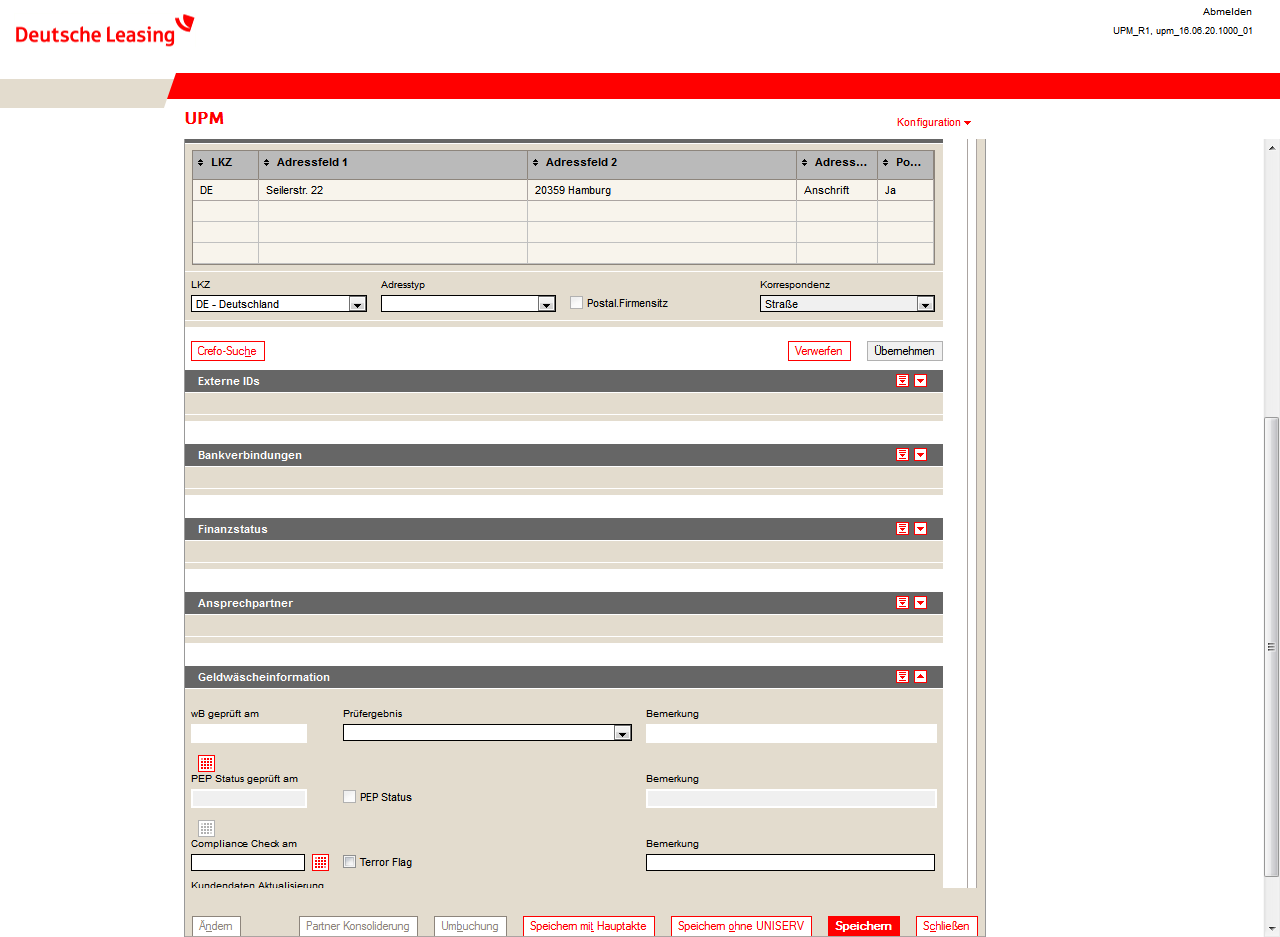 Deutsche Leasing
Abmelden
UPM_R1, upm_16.06.20.1000_01
UPM
Konfiguration
LKZ Adressfeld 1 Adressfeld 2 Adress... Po...
DE Seilerstr. 22 20359 Hamburg Anschrift Ja
LKZ Adresstyp Korrespondenz
DE - Deutschland Postal.Firmensitz Straße
Crefo-Suche Verwerfen Übernehmen
Externe IDs
Bankverbindungen
Finanzstatus
Ansprechpartner
Geldwäscheinformation
wB geprüft am Prüfergebnis Bemerkung
PEP Status geprüft am Bemerkung
PEP Status
Compliance Check am Bemerkung
Terror Flag
Kundendaten Aktualisierung
Ändern Partner Konsolidierung Umbuchung Speichern mit Hauptakte Speichern ohne UNISERV Speichern Schließen